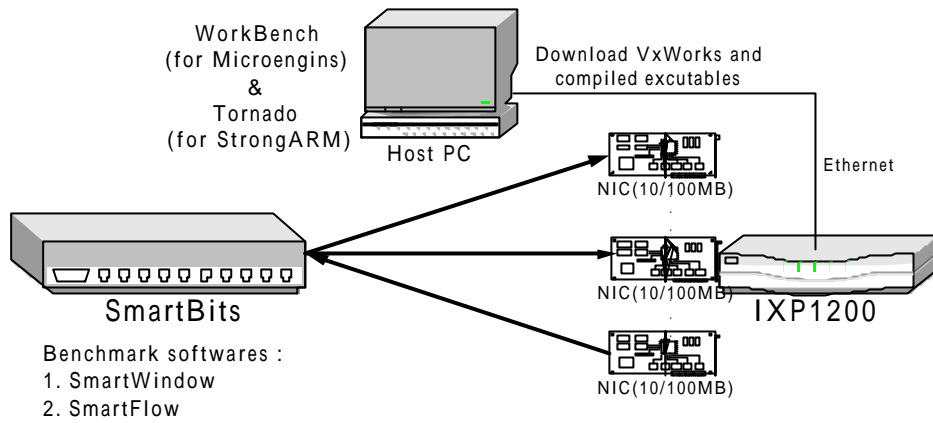 WorkBench
(for Microengins)
&
Tornado
(for StrongARM)
Host PC
Download VxWorks and
compiled excutables
Ethernet
NIC(10/100MB)
NIC(10/100MB)
NIC(10/100MB)
SmartBits
IXP1200
Benchmark softwares :
1. SmartWindow
2. SmartFlow